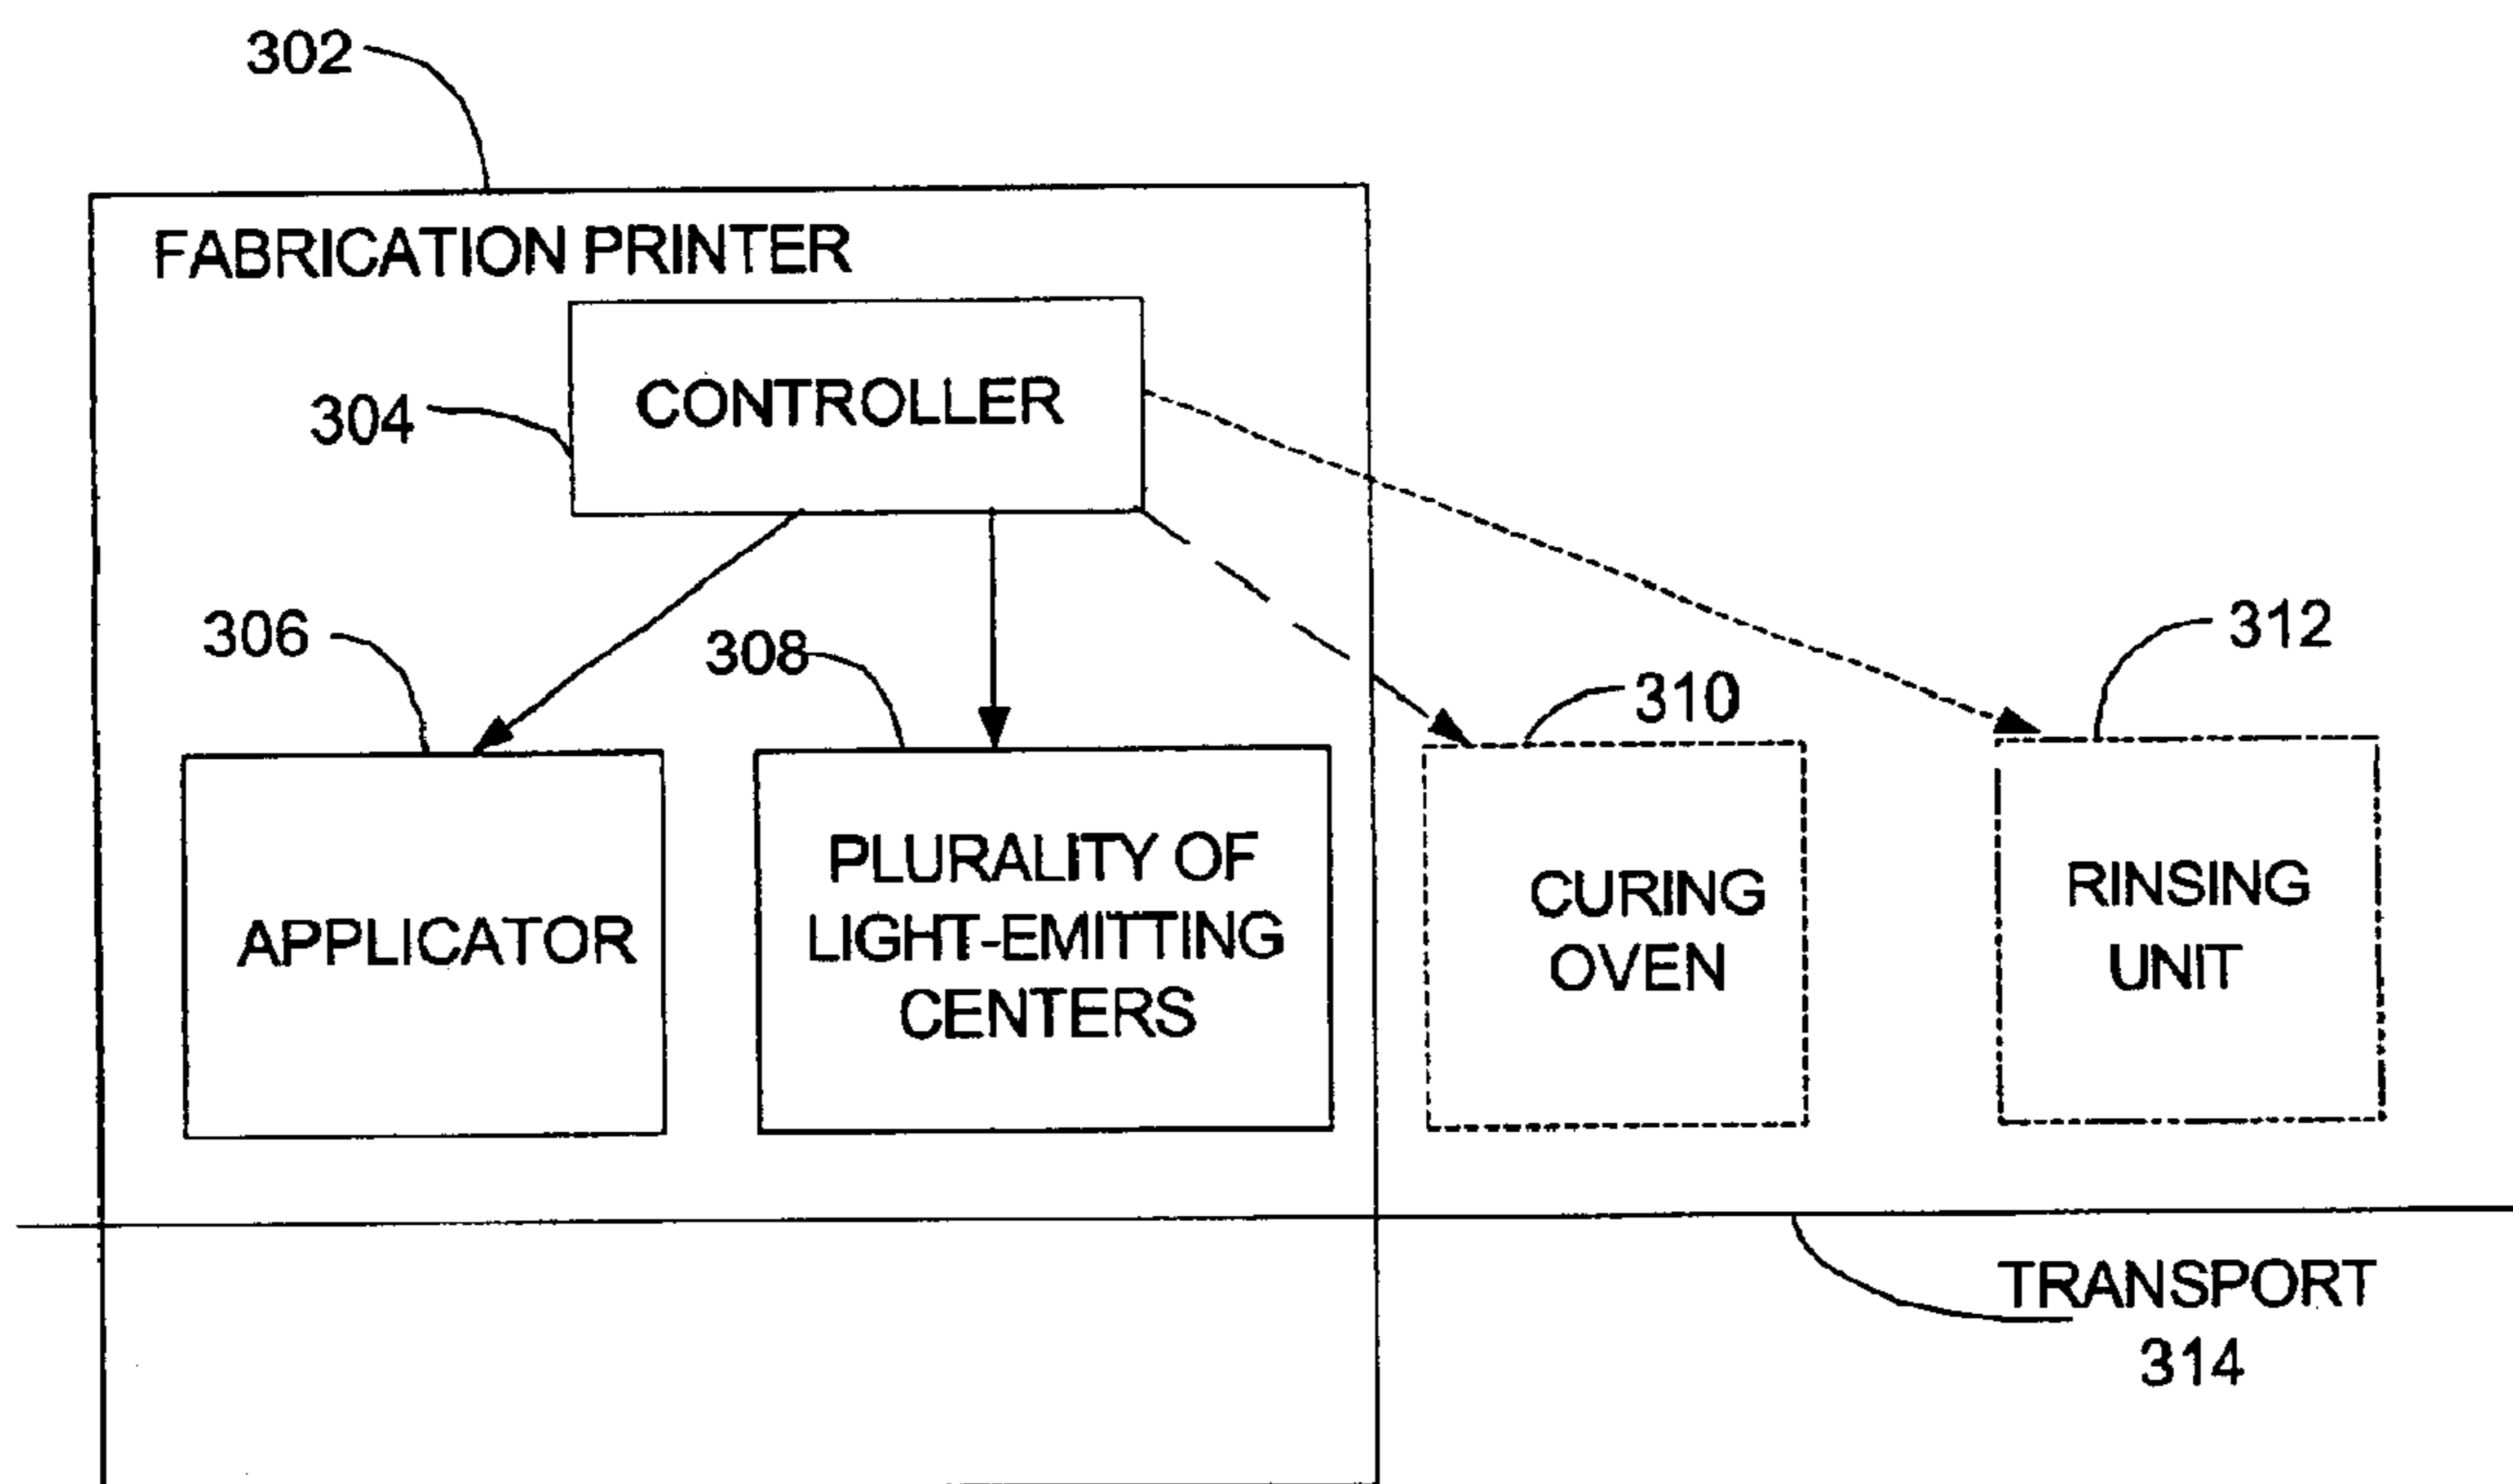 302
FABRICATION PRINTER
CONTROLLER
304
306
308
310
312
APPLICATOR
PLURALITY OF
LIGHT-EMITTING
CENTERS
CURING
OVEN
RINSING
UNIT
TRANSPORT
314